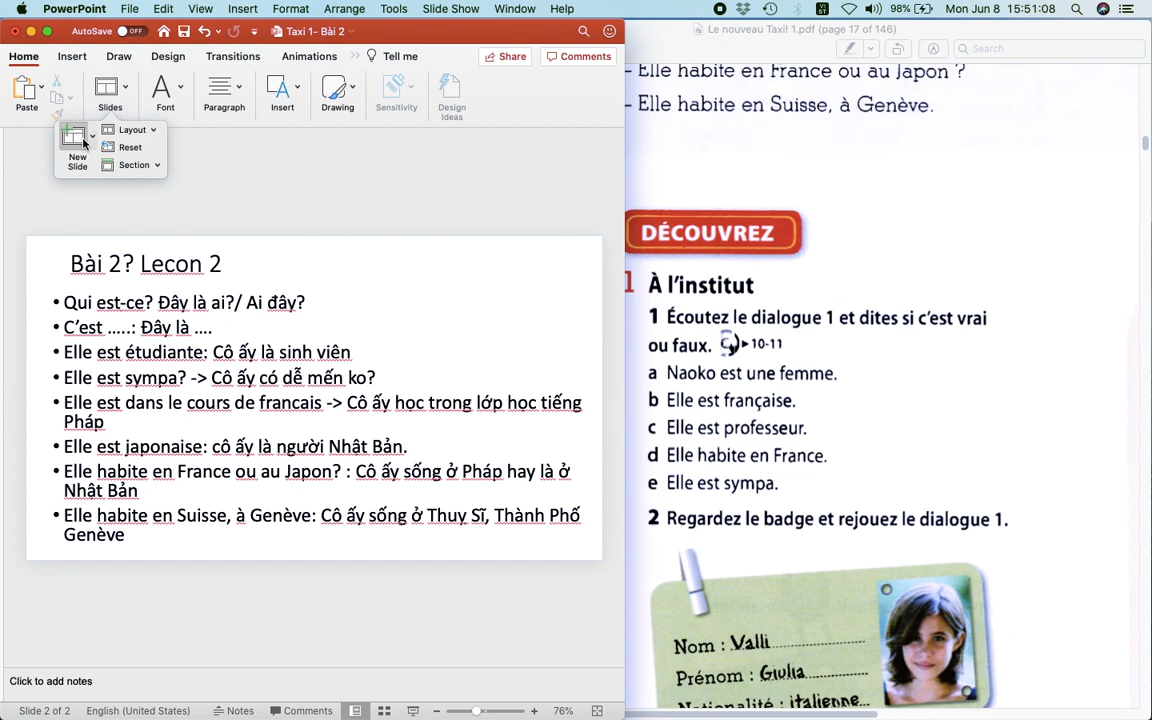 PowerPoint File Edit View Insert Format Arrange Tools Slide Show Window Help
98% Mon Jun 8 15:51:08
AutoSave OFF
Taxi 1- Bài 2
Home Insert Draw Design Transitions Animations Tell me
Share Comments
Paste Slides Font Paragraph Insert Drawing Sensitivity Design
Ideas
New
Slide
Layout
Reset
Section
Bài 2? Lecon 2
• Qui est-ce? Đây là ai?/ Ai đây?
• C’est .....: Đây là ....
• Elle est étudiante: Cô ấy là sinh viên
• Elle est sympa? -> Cô ấy có dễ mến ko?
• Elle est dans le cours de francais -> Cô ấy học trong lớp học tiếng
Pháp
• Elle est japonaise: cô ấy là người Nhật Bản.
• Elle habite en France ou au Japon? : Cô ấy sống ở Pháp hay là ở
Nhật Bản
• Elle habite en Suisse, à Genève: Cô ấy sống ở Thuỵ Sĩ, Thành Phố
Genève
Click to add notes
Slide 2 of 2 English (United States) Notes Comments 76%
Le nouveau Taxi! 1.pdf (page 17 of 146)
Search
- Elle habite en France ou au Japon ?
- Elle habite en Suisse, à Genève.
DÉCOUVREZ
1 À l’institut
1 Écoutez le dialogue 1 et dites si c’est vrai
ou faux. 10-11
a Naoko est une femme.
b Elle est française.
c Elle est professeur.
d Elle habite en France.
e Elle est sympa.
2 Regardez le badge et rejouez le dialogue 1.
Nom : Valli
Prénom : Giulia
Nationalité : italienne